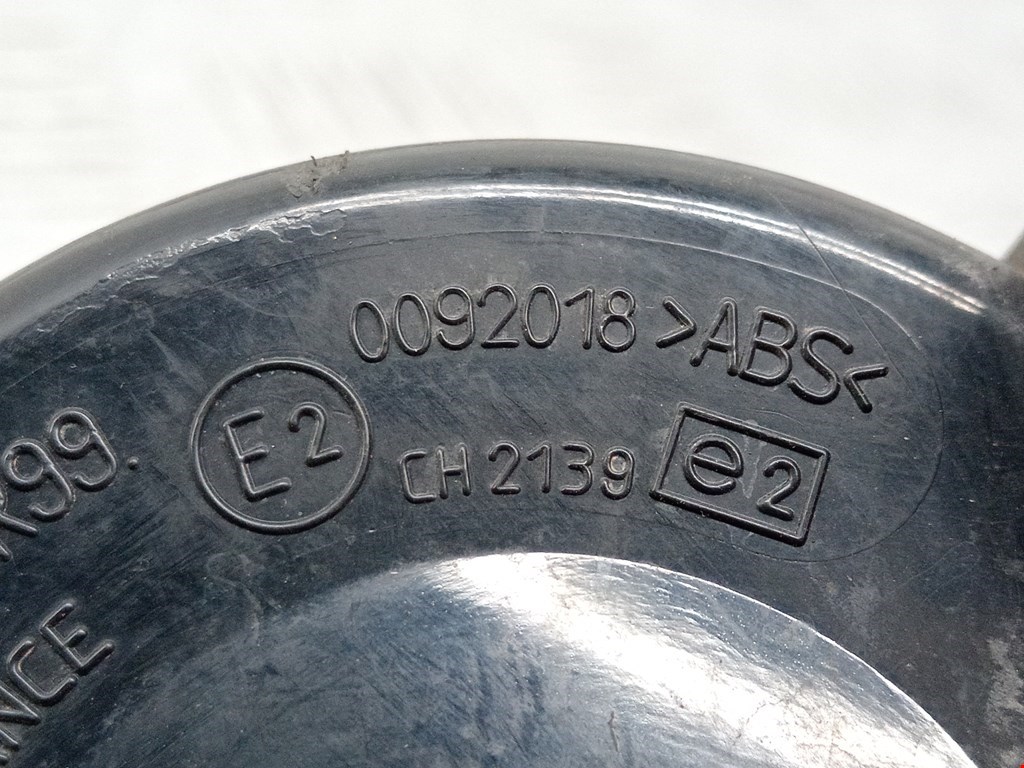 0092018 >ABS<
E2 CH 2139 e2
99.
NCE